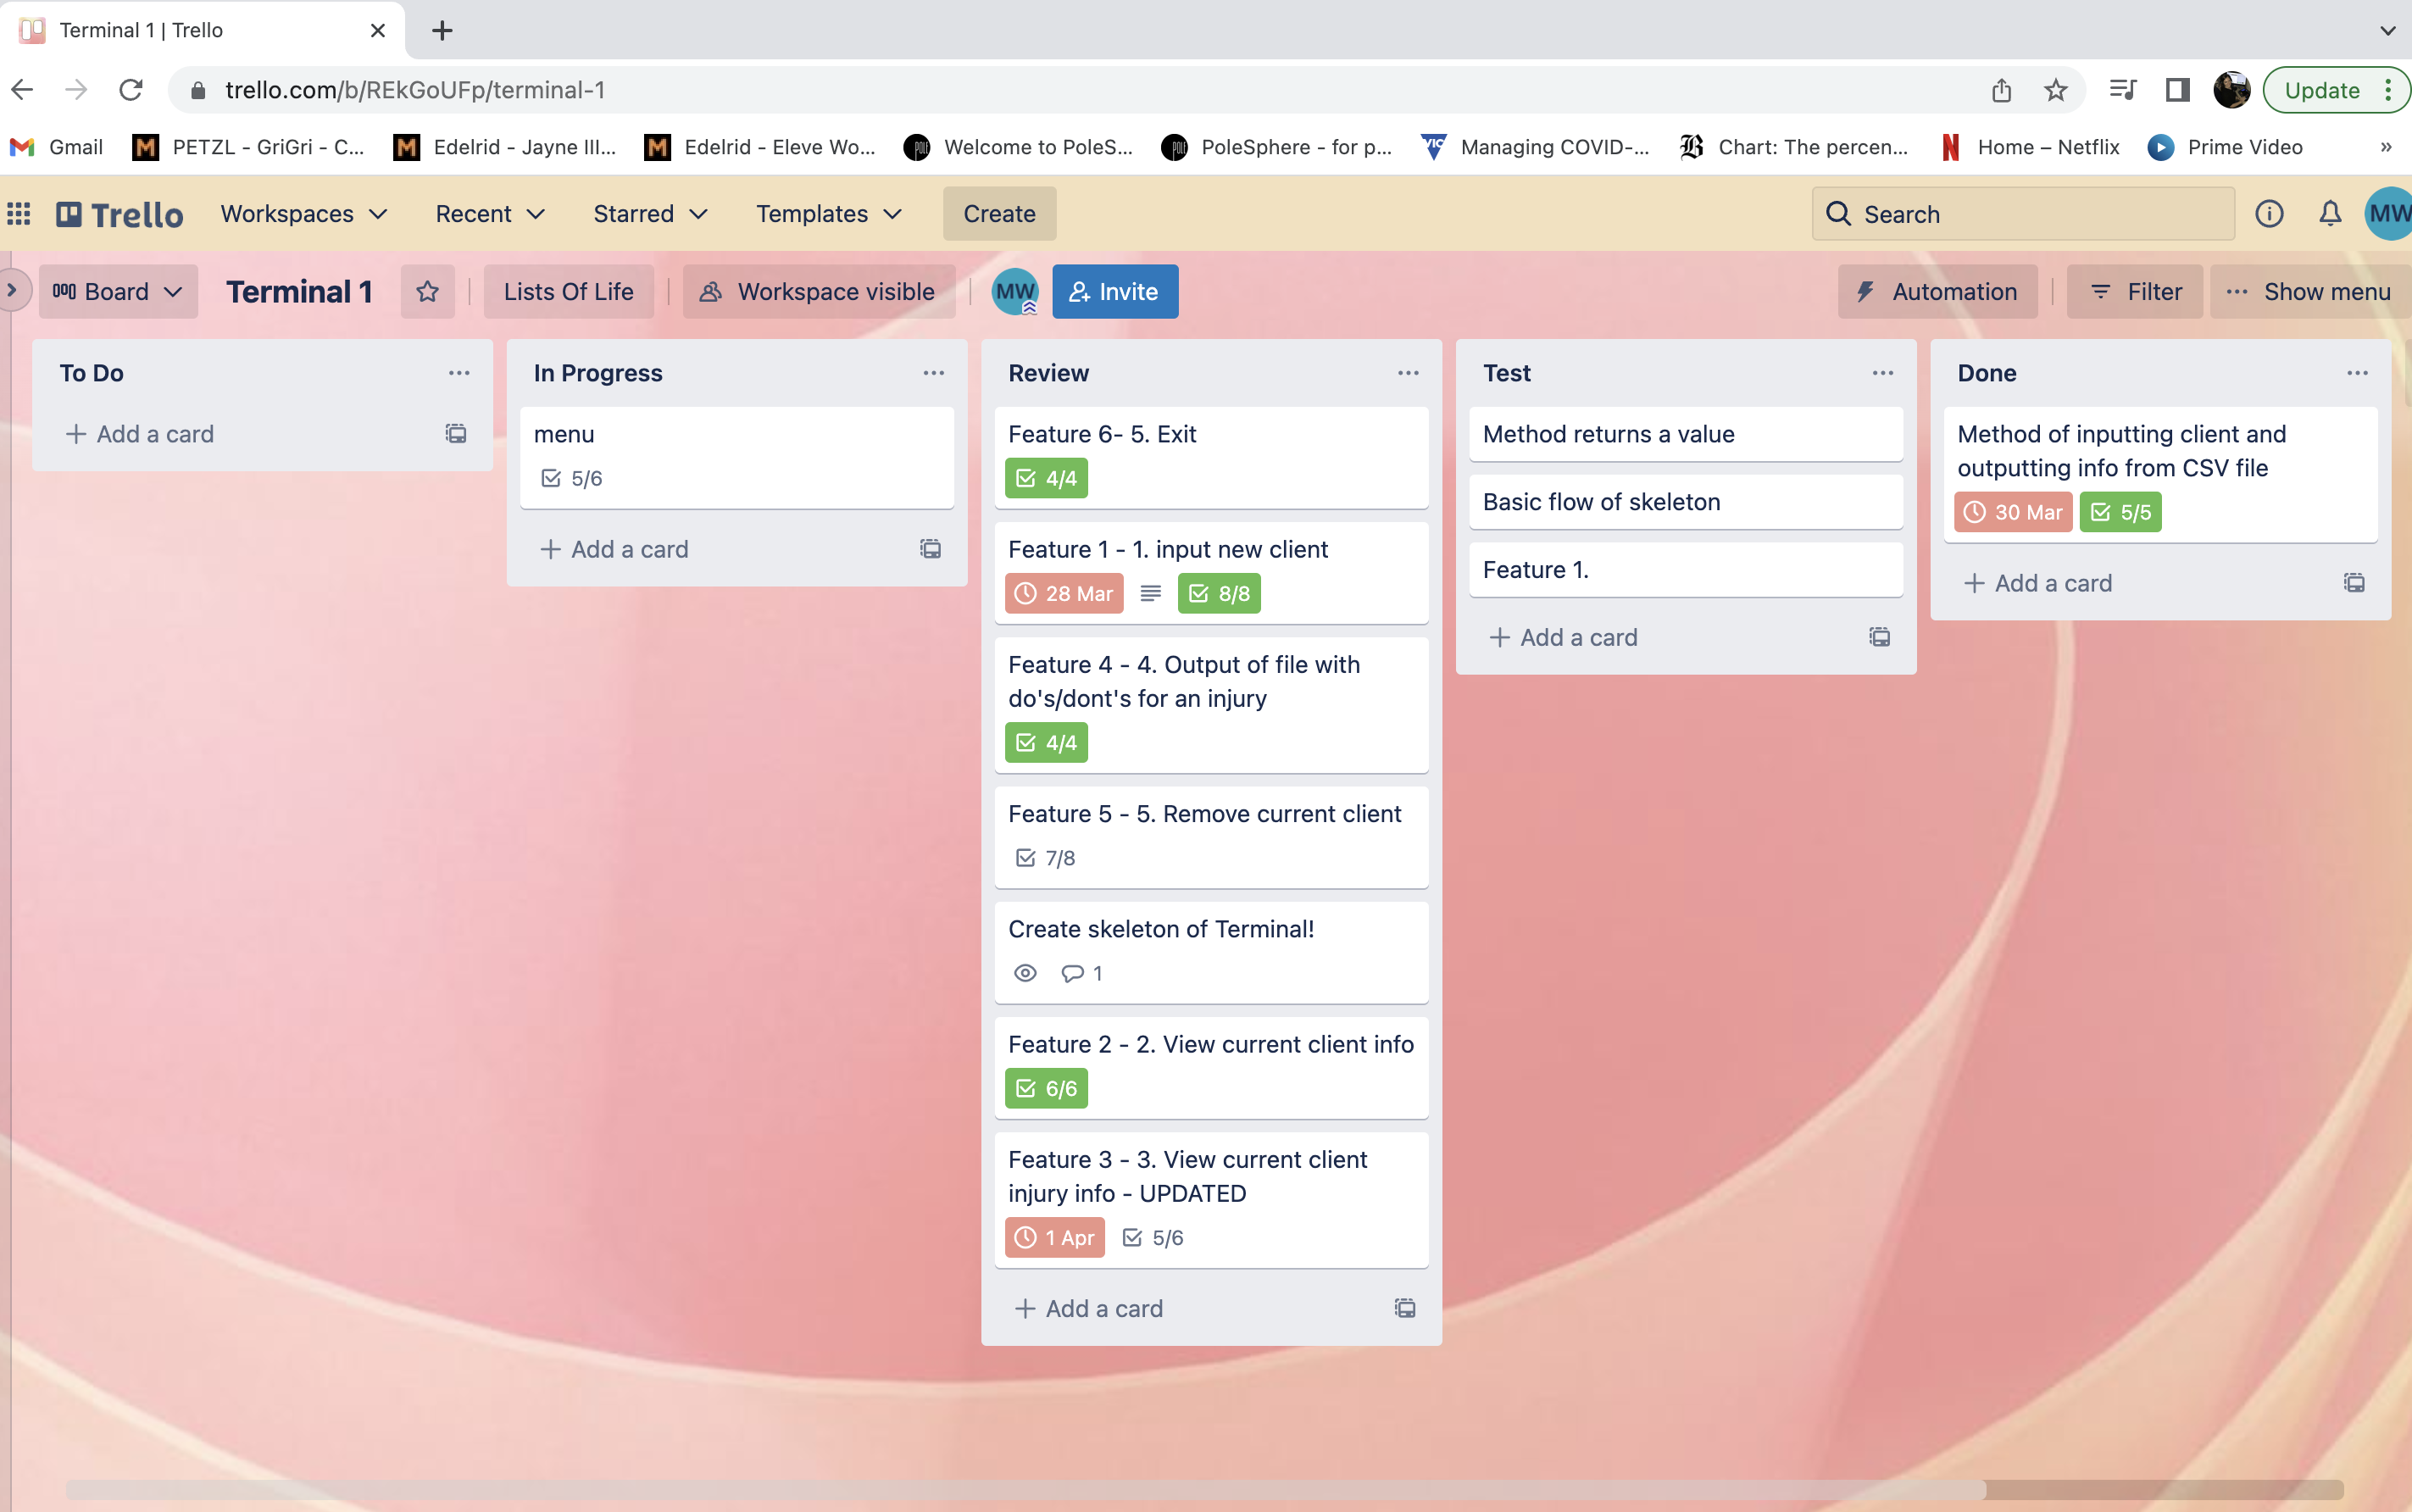 Terminal 1 | Trello
trello.com/b/REkGoUFp/terminal-1
Update
Gmail
PETZL - GriGri - C...
Edelrid - Jayne III...
Edelrid - Eleve Wo...
Welcome to PoleS...
PoleSphere - for p...
Managing COVID-...
Chart: The percen...
Home – Netflix
Prime Video
»
Trello
Workspaces
Recent
Starred
Templates
Create
Search
MW
Board
Terminal 1
Lists Of Life
Workspace visible
MW
Invite
Automation
Filter
Show menu
To Do
Add a card
In Progress
menu
5/6
Add a card
Review
Feature 6- 5. Exit
4/4
Feature 1 - 1. input new client
28 Mar
8/8
Feature 4 - 4. Output of file with
do's/dont's for an injury
4/4
Feature 5 - 5. Remove current client
7/8
Create skeleton of Terminal!
1
Feature 2 - 2. View current client info
6/6
Feature 3 - 3. View current client
injury info - UPDATED
1 Apr
5/6
Add a card
Test
Method returns a value
Basic flow of skeleton
Feature 1.
Add a card
Done
Method of inputting client and
outputting info from CSV file
30 Mar
5/5
Add a card